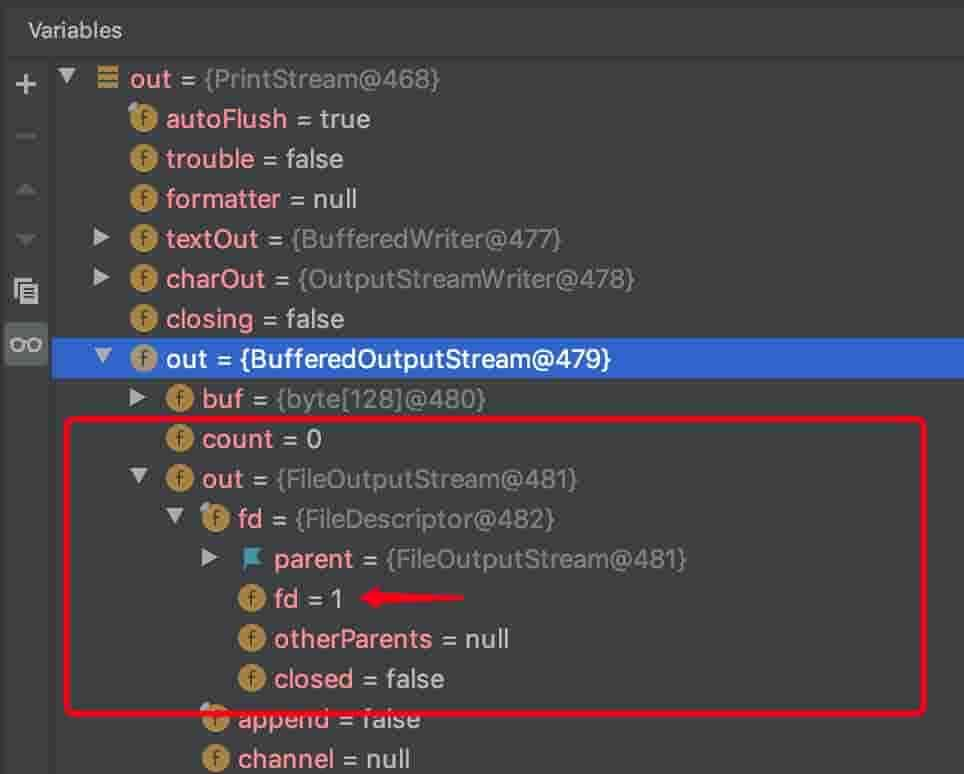 Variables
out = {PrintStream@468}
f autoFlush = true
f trouble = false
f formatter = null
f textOut = {BufferedWriter@477}
f charOut = {OutputStreamWriter@478}
f closing = false
f out = {BufferedOutputStream@479}
f buf = {byte[128]@480}
f count = 0
f out = {FileOutputStream@481}
f fd = {FileDescriptor@482}
parent = {FileOutputStream@481}
f fd = 1
f otherParents = null
f closed = false
f append = false
f channel = null